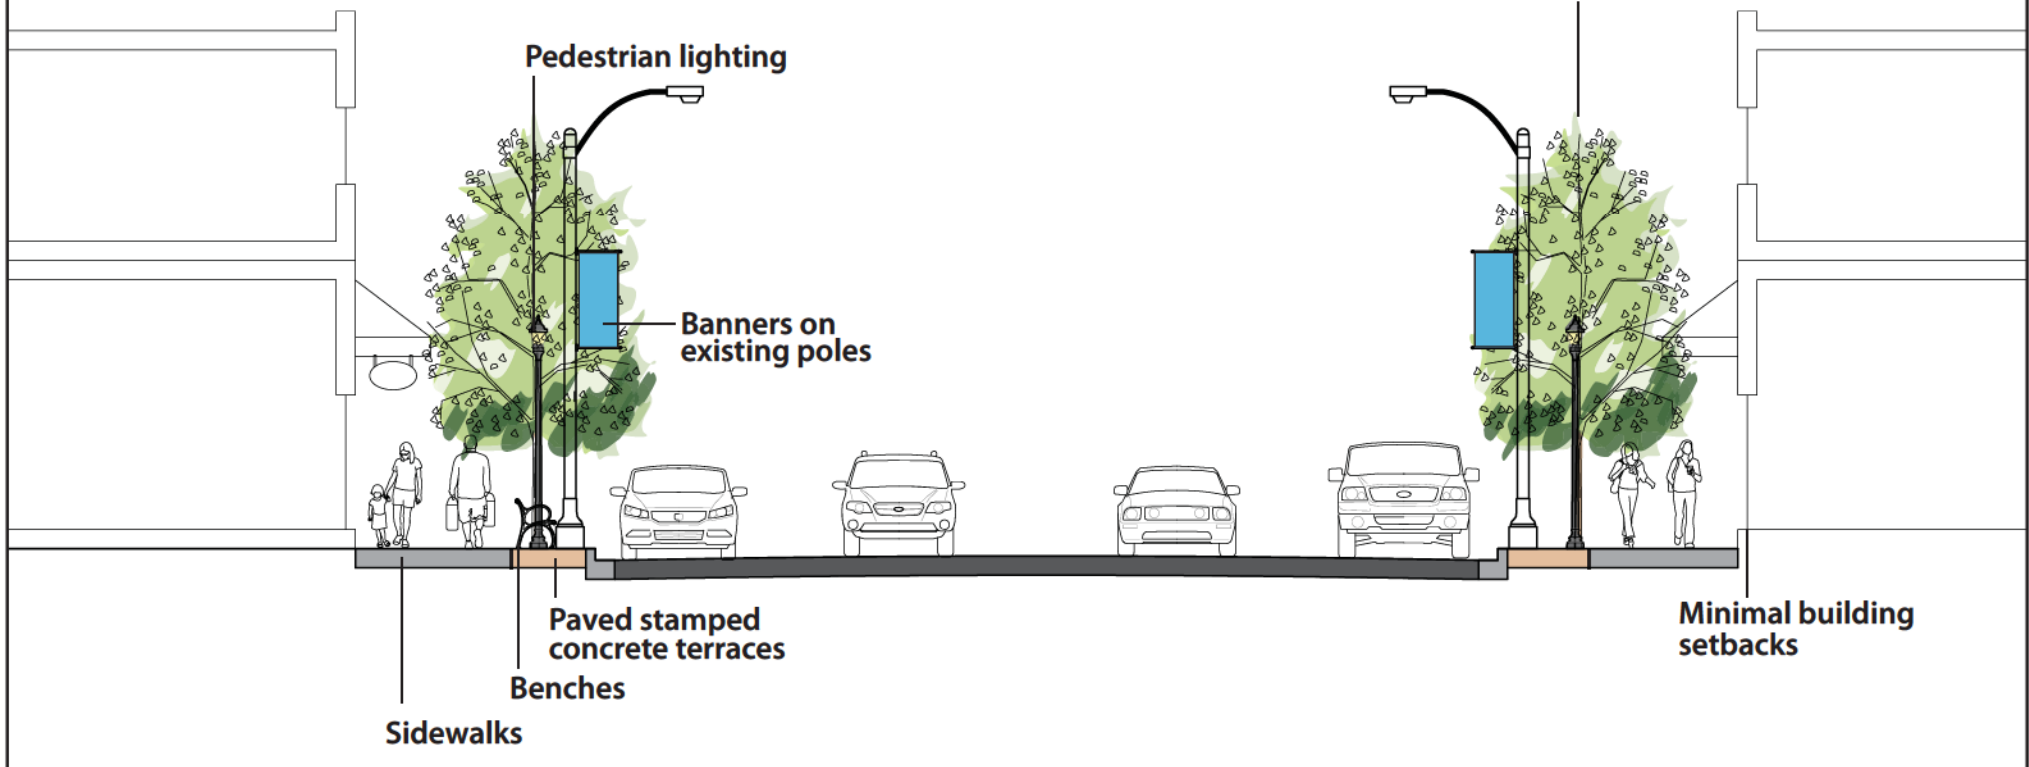 Pedestrian lighting
Banners on
existing poles
Paved stamped
concrete terraces
Minimal building
setbacks
Benches
Sidewalks